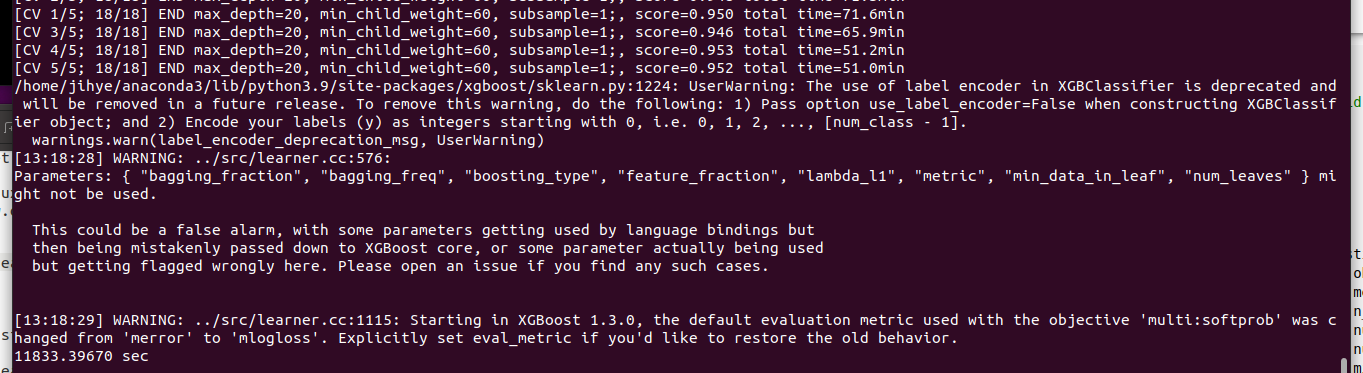 [CV 1/5; 18/18] END max_depth=20, min_child_weight=60, subsample=1;, score=0.950 total time=71.6min
[CV 3/5; 18/18] END max_depth=20, min_child_weight=60, subsample=1;, score=0.946 total time=65.9min
[CV 4/5; 18/18] END max_depth=20, min_child_weight=60, subsample=1;, score=0.953 total time=51.2min
[CV 5/5; 18/18] END max_depth=20, min_child_weight=60, subsample=1;, score=0.952 total time=51.0min
/home/jihye/anaconda3/lib/python3.9/site-packages/xgboost/sklearn.py:1224: UserWarning: The use of label encoder in XGBClassifier is deprecated and
 will be removed in a future release. To remove this warning, do the following: 1) Pass option use_label_encoder=False when constructing XGBClassif
ier object; and 2) Encode your labels (y) as integers starting with 0, i.e. 0, 1, 2, ..., [num_class - 1].
  warnings.warn(label_encoder_deprecation_msg, UserWarning)
[13:18:28] WARNING: ../src/learner.cc:576:
Parameters: { "bagging_fraction", "bagging_freq", "boosting_type", "feature_fraction", "lambda_l1", "metric", "min_data_in_leaf", "num_leaves" } mi
ght not be used.

  This could be a false alarm, with some parameters getting used by language bindings but
  then being mistakenly passed down to XGBoost core, or some parameter actually being used
  but getting flagged wrongly here. Please open an issue if you find any such cases.

[13:18:29] WARNING: ../src/learner.cc:1115: Starting in XGBoost 1.3.0, the default evaluation metric used with the objective 'multi:softprob' was c
hanged from 'merror' to 'mlogloss'. Explicitly set eval_metric if you'd like to restore the old behavior.
11833.39670 sec